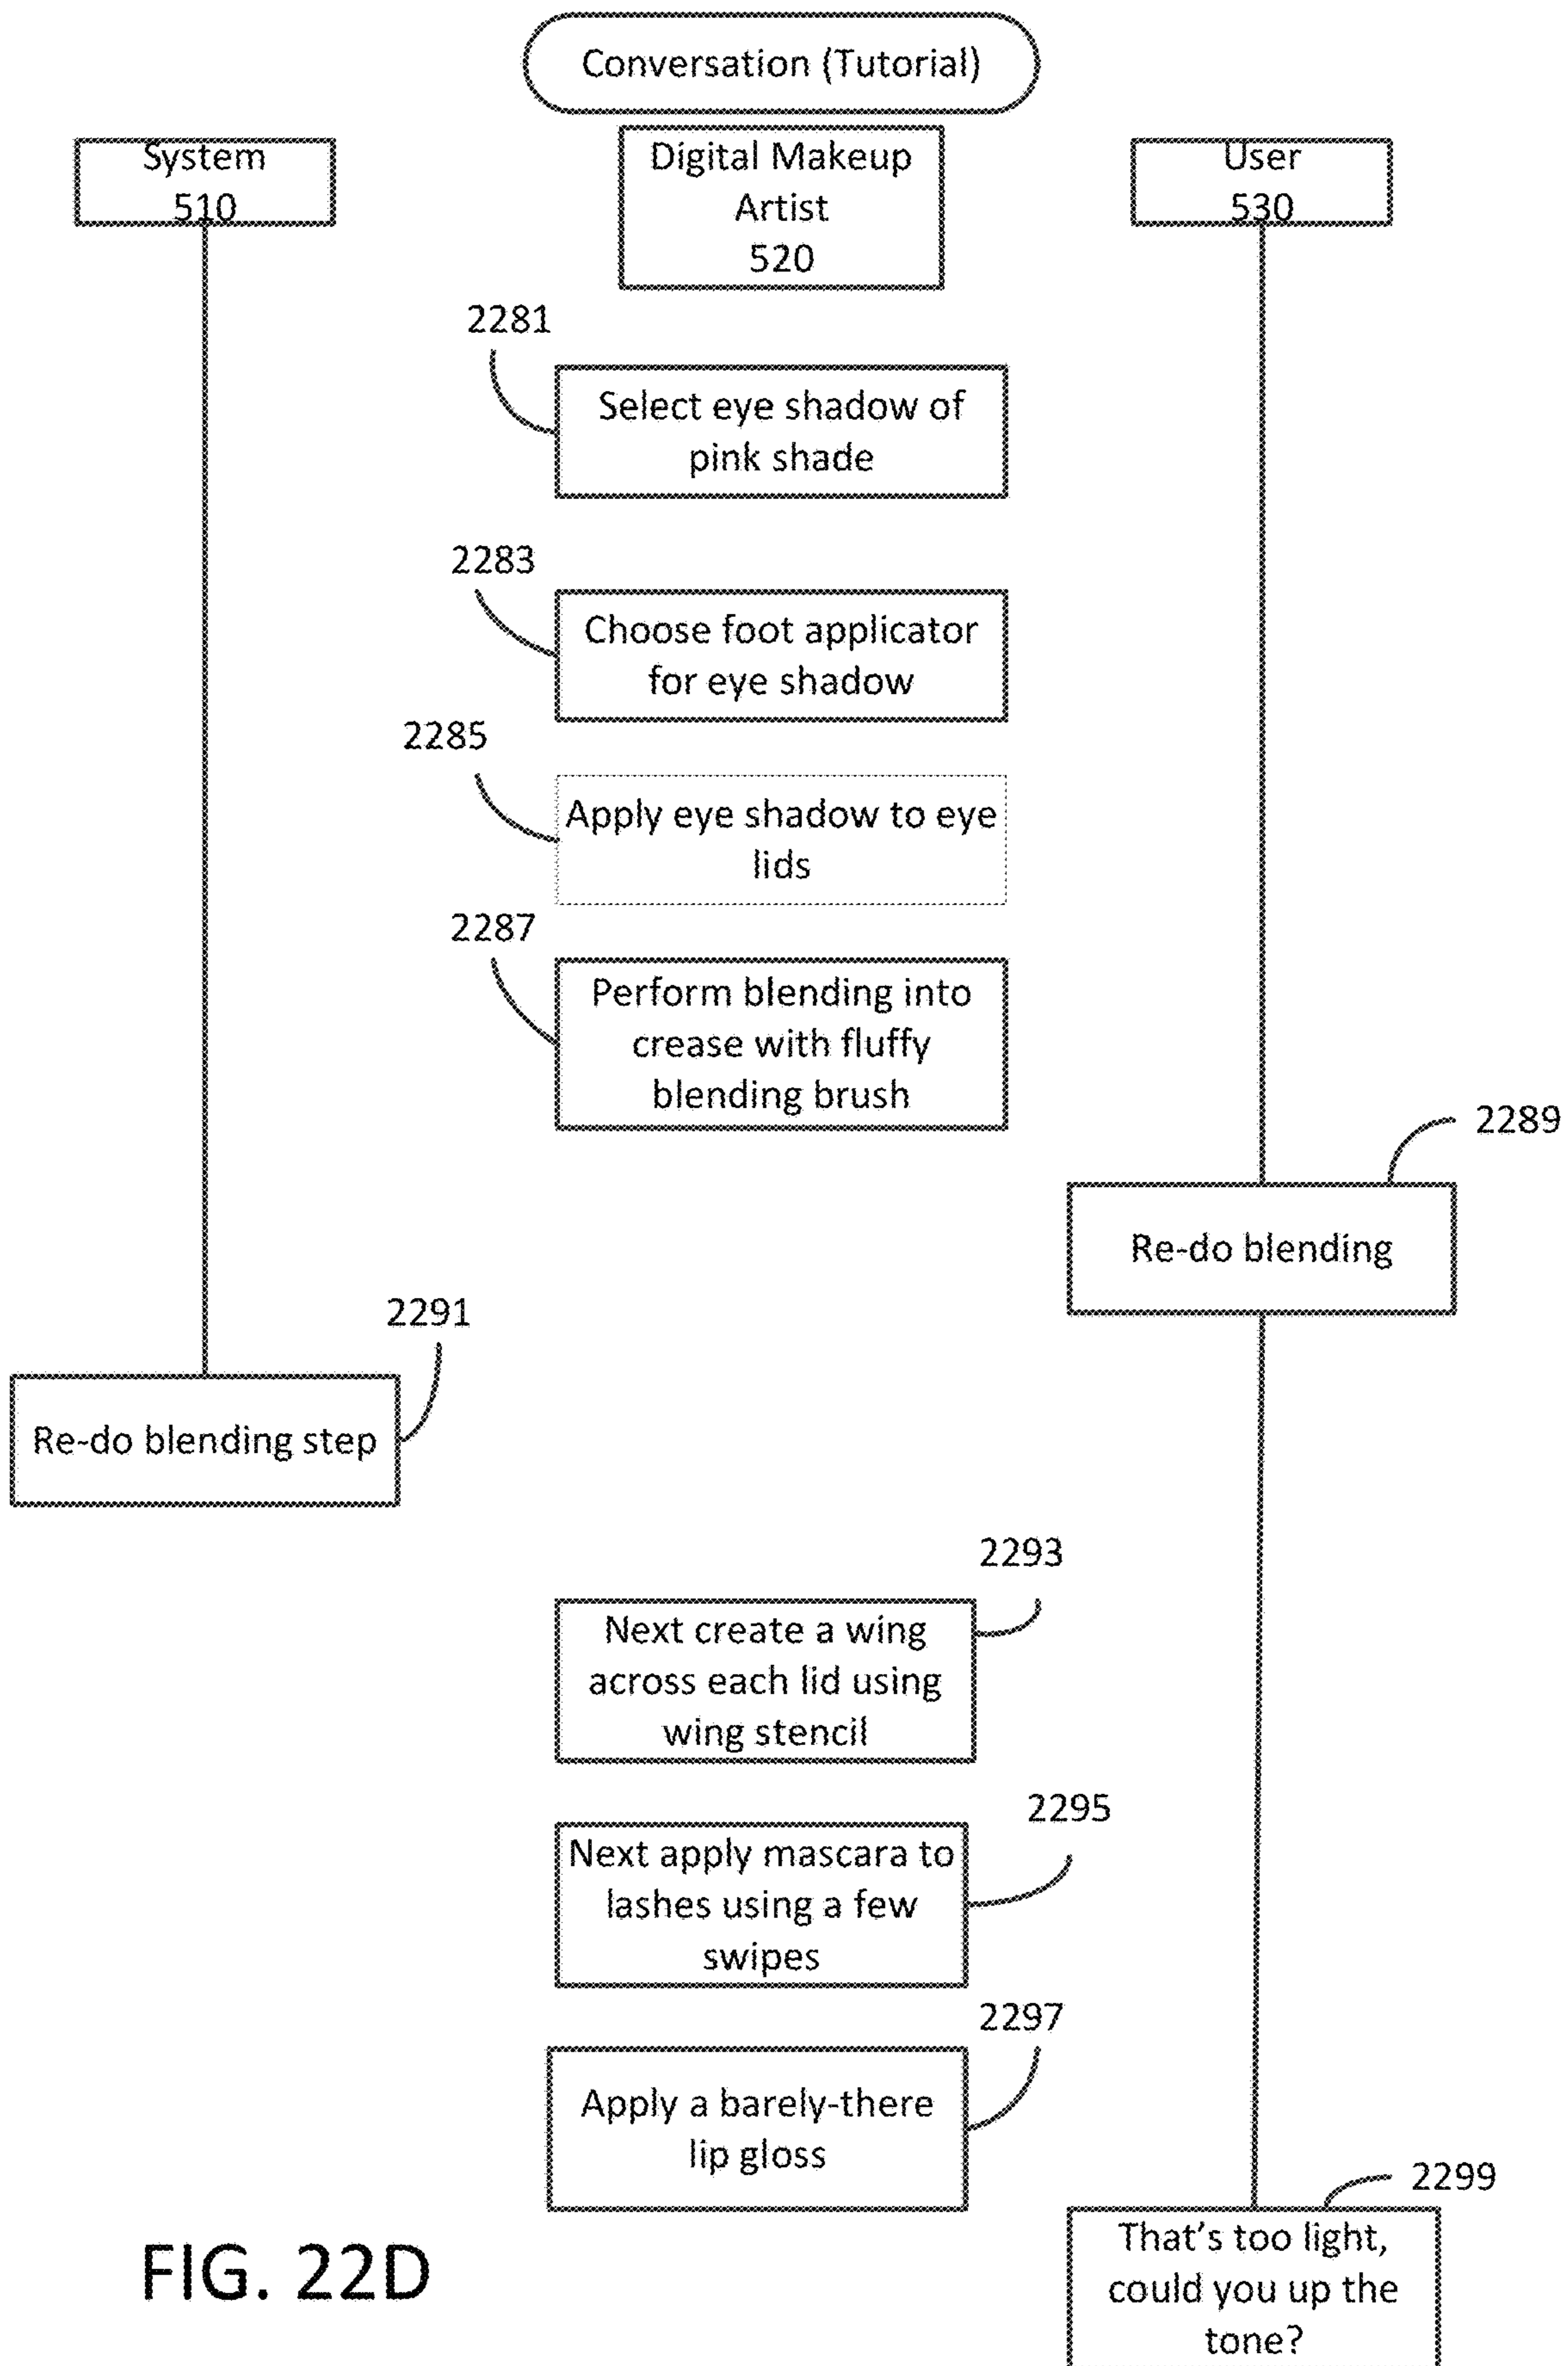 Conversation (Tutorial)
System
510
Digital Makeup
Artist
520
User
530
2281
Select eye shadow of
pink shade
2283
Choose foot applicator
for eye shadow
2285
Apply eye shadow to eye
lids
2287
Perform blending into
crease with fluffy
blending brush
2289
Re-do blending
2291
Re-do blending step
2293
Next create a wing
across each lid using
wing stencil
2295
Next apply mascara to
lashes using a few
swipes
2297
Apply a barely-there
lip gloss
2299
That's too light,
could you up the
tone?
FIG. 22D